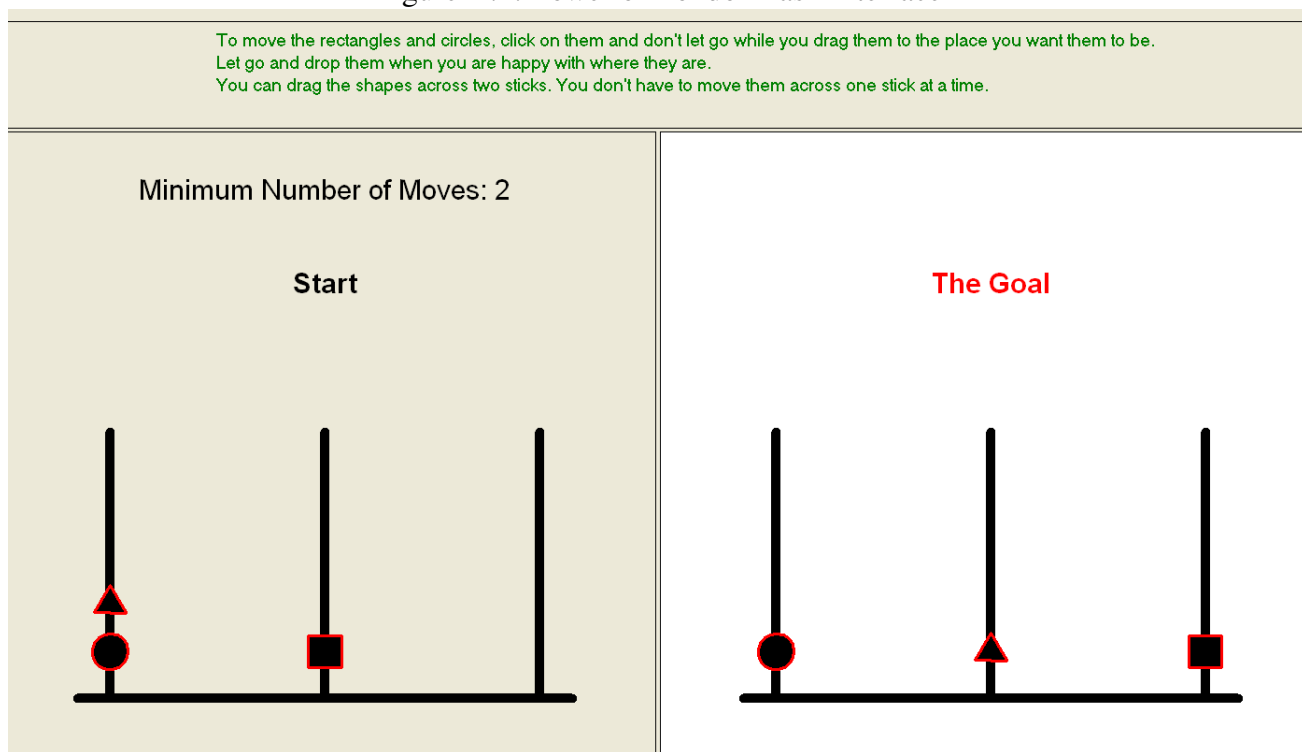 To move the rectangles and circles, click on them and don't let go while you drag them to the place you want them to be.
Let go and drop them when you are happy with where they are.
You can drag the shapes across two sticks. You don't have to move them across one stick at a time.
Minimum Number of Moves: 2
Start
The Goal